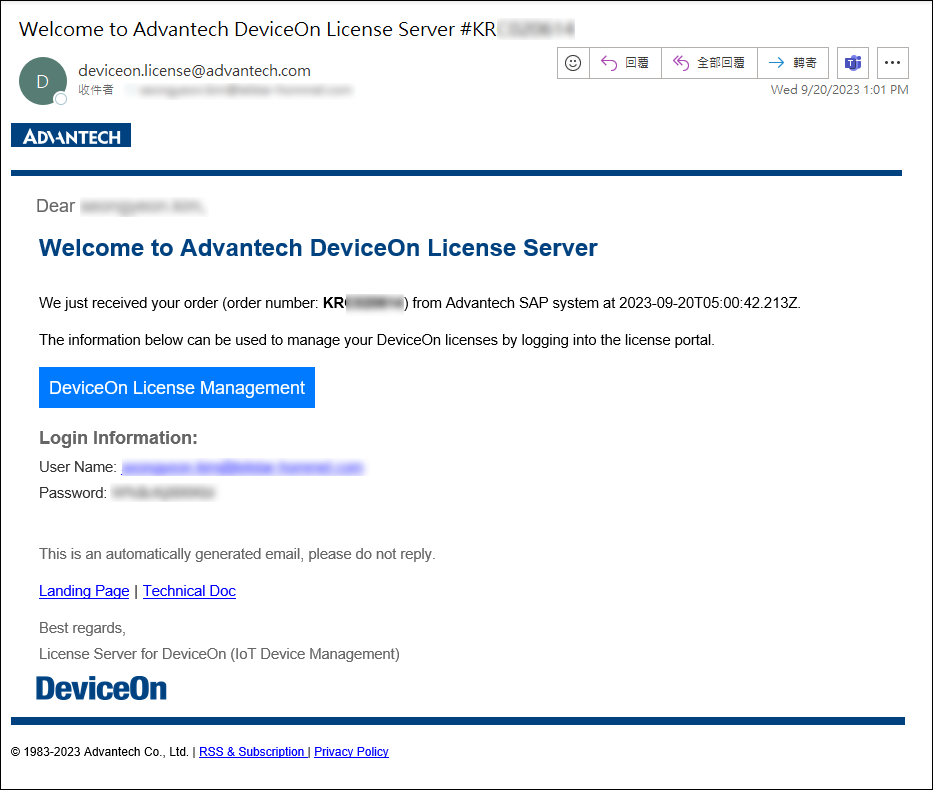 Welcome to Advantech DeviceOn License Server #KR
D
deviceon.license@advantech.com
收件者
回覆
全部回覆
轉寄
Wed 9/20/2023 1:01 PM
ADVANTECH
Dear
Welcome to Advantech DeviceOn License Server
We just received your order (order number: KR ) from Advantech SAP system at 2023-09-20T05:00:42.213Z.
The information below can be used to manage your DeviceOn licenses by logging into the license portal.
DeviceOn License Management
Login Information:
User Name:
Password:
This is an automatically generated email, please do not reply.
Landing Page | Technical Doc
Best regards,
License Server for DeviceOn (IoT Device Management)
DeviceOn
© 1983-2023 Advantech Co., Ltd. | RSS & Subscription | Privacy Policy